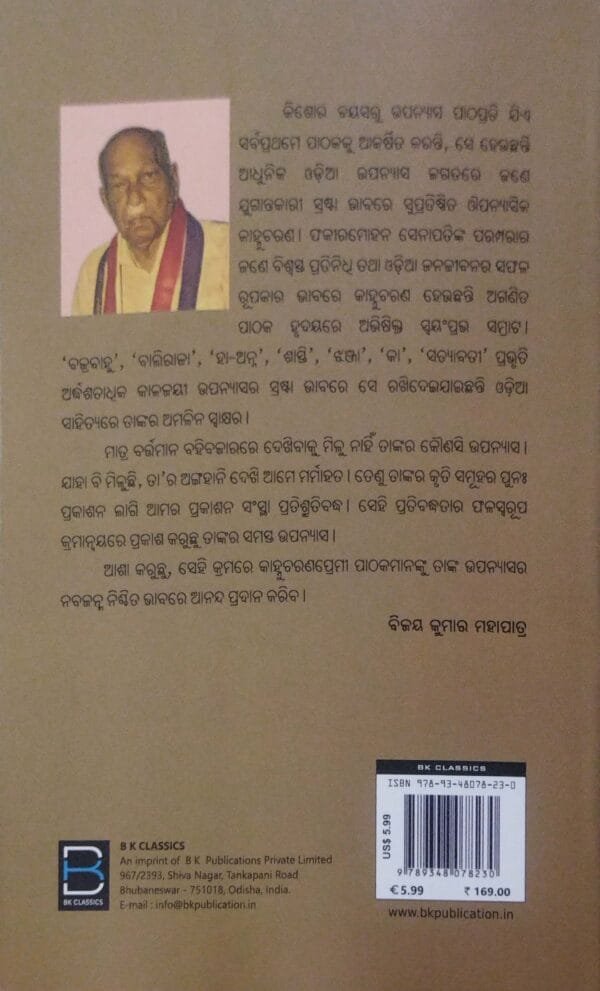 କିଶୋର ବୟସରୁ ଉପନ୍ୟାସ ପାଠପ୍ରତି ଯିଏ
ସର୍ବପ୍ରଥମେ ପାଠକକୁ ଆକର୍ଷିତ କରନ୍ତି, ସେ ହେଉଛନ୍ତି
ଆଧୁନିକ ଓଡ଼ିଆ ଉପନ୍ୟାସ ଜଗତରେ ଜଣେ
ଯୁଗାନ୍ତକାରୀ ସ୍ରଷ୍ଟା ଭାବରେ ସୁପ୍ରତିଷ୍ଠିତ ଔପନ୍ୟାସିକ
କାହ୍ନୁଚରଣ। ଫକୀରମୋହନ ସେନାପତିଙ୍କ ପରମ୍ପରାର
ଜଣେ ବିଶ୍ୱସ୍ତ ପ୍ରତିନିଧି ତଥା ଓଡ଼ିଆ ଜନଜୀବନର ସଫଳ
ରୂପକାର ଭାବରେ କାହ୍ନୁଚରଣ ହେଉଛନ୍ତି ଅଗଣିତ
ପାଠକ ହୃଦୟରେ ଅଭିଷିକ୍ତ ସ୍ୱୟଂପ୍ରଭ ସମ୍ରାଟ।
‘ବଜ୍ରବାହୁ’, ‘ବାଲିରାଜା’, ‘ହା-ଅନ୍ନ’, ‘ଶାସ୍ତି’, ‘ଝଞ୍ଜା’, ‘କା’, ‘ସତ୍ୟାବତୀ’ ପ୍ରଭୃତି
ଅର୍ଦ୍ଧଶତାଧିକ କାଳଜୟୀ ଉପନ୍ୟାସର ସ୍ରଷ୍ଟା ଭାବରେ ସେ ରଖିଦେଇଯାଇଛନ୍ତି ଓଡ଼ିଆ
ସାହିତ୍ୟରେ ତାଙ୍କର ଅମଳିନ ସ୍ୱାକ୍ଷର।
ମାତ୍ର ବର୍ତ୍ତମାନ ବହିବଜାରରେ ଦେଖିବାକୁ ମିଳୁ ନାହିଁ ତାଙ୍କର କୌଣସି ଉପନ୍ୟାସ।
ଯାହା ବି ମିଳୁଛି, ତା’ର ଅଙ୍ଗହାନି ଦେଖି ଆମେ ମର୍ମାହତ। ତେଣୁ ତାଙ୍କର କୃତି ସମୂହର ପୁନଃ
ପ୍ରକାଶନ ଲାଗି ଆମର ପ୍ରକାଶନ ସଂସ୍ଥା ପ୍ରତିଶ୍ରୁତିବଦ୍ଧ। ସେହି ପ୍ରତିବଦ୍ଧତାର ଫଳସ୍ୱରୂପ
କ୍ରମାନ୍ୱୟରେ ପ୍ରକାଶ କରୁଛୁ ତାଙ୍କର ସମସ୍ତ ଉପନ୍ୟାସ।
ଆଶା କରୁଛୁ, ସେହି କ୍ରମରେ କାହ୍ନୁଚରଣପ୍ରେମୀ ପାଠକମାନଙ୍କୁ ତାଙ୍କ ଉପନ୍ୟାସର
ନବଜନ୍ମ ନିଶ୍ଚିତ ଭାବରେ ଆନନ୍ଦ ପ୍ରଦାନ କରିବ।
ବିଜୟ କୁମାର ମହାପାତ୍ର
BK CLASSICS
ISBN 978-93-48078-23-0
US$ 5.99
9 789348 078230
€ 5.99 ₹ 169.00
www.bkpublication.in
BK CLASSICS
B K CLASSICS
An imprint of B K Publications Private Limited
967/2393, Shiva Nagar, Tankapani Road
Bhubaneswar - 751018, Odisha, India.
E-mail : info@bkpublication.in